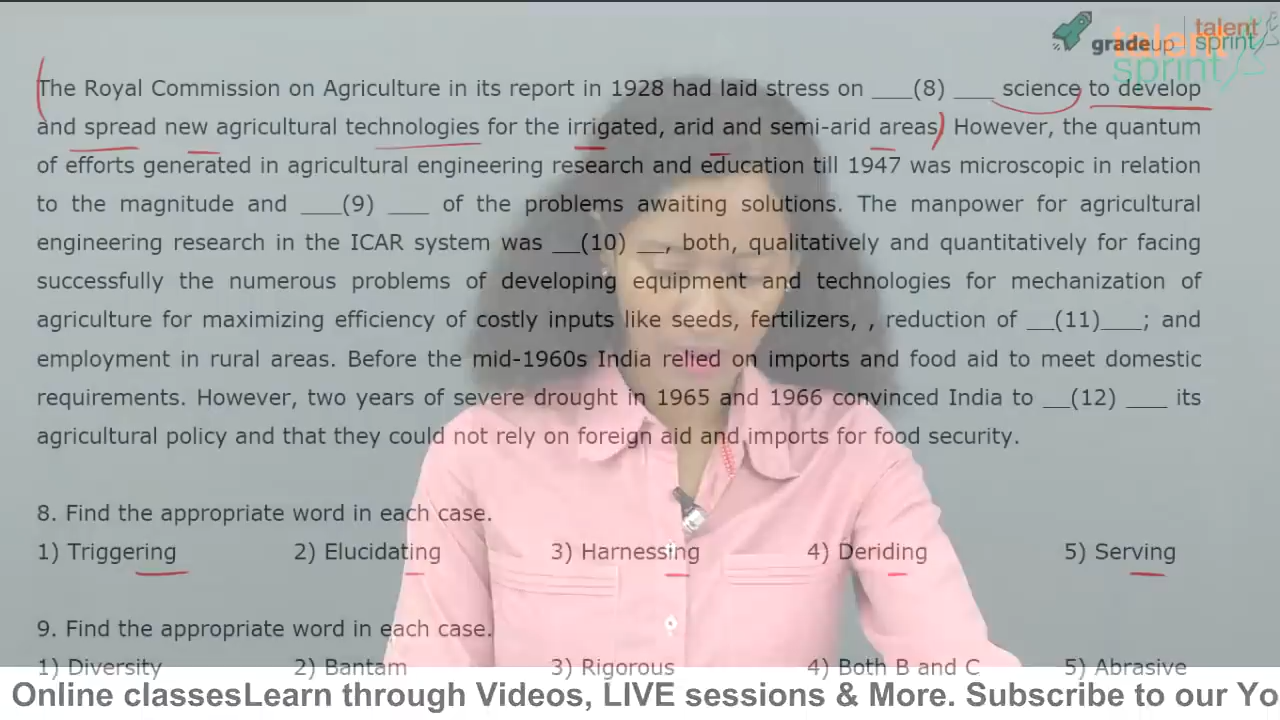 gradeup
talent
sprint
talent
sprint
The Royal Commission on Agriculture in its report in 1928 had laid stress on ___(8) ___ science to develop
and spread new agricultural technologies for the irrigated, arid and semi-arid areas. However, the quantum
of efforts generated in agricultural engineering research and education till 1947 was microscopic in relation
to the magnitude and ___(9) ___ of the problems awaiting solutions. The manpower for agricultural
engineering research in the ICAR system was __(10) __, both, qualitatively and quantitatively for facing
successfully the numerous problems of developing equipment and technologies for mechanization of
agriculture for maximizing efficiency of costly inputs like seeds, fertilizers, , reduction of __(11)___; and
employment in rural areas. Before the mid-1960s India relied on imports and food aid to meet domestic
requirements. However, two years of severe drought in 1965 and 1966 convinced India to __(12) ___ its
agricultural policy and that they could not rely on foreign aid and imports for food security.
8. Find the appropriate word in each case.
1) Triggering 2) Elucidating 3) Harnessing 4) Deriding 5) Serving
9. Find the appropriate word in each case.
1) Diversity 2) Bantam 3) Rigorous 4) Both B and C 5) Abrasive
Online classesLearn through Videos, LIVE sessions & More. Subscribe to our Yo